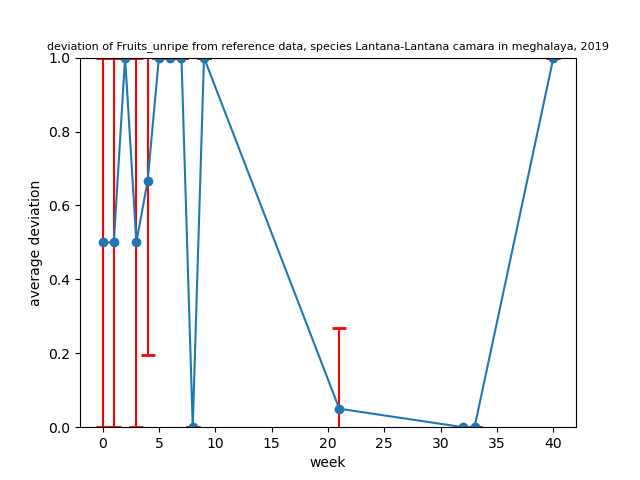 deviation of Fruits_unripe from reference data, species Lantana-Lantana camara in meghalaya, 2019
1.0
0.8
0.6
0.4
0.2
0.0
average deviation
0 5 10 15 20 25 30 35 40
week